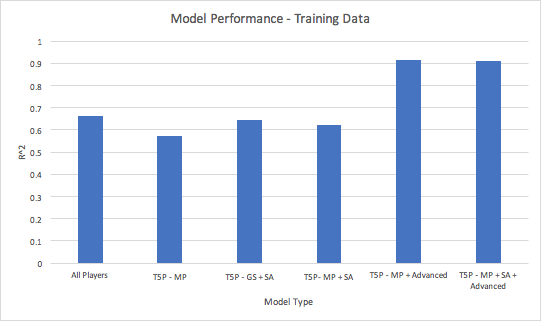 Model Performance - Training Data
1
0.9
0.8
0.7
0.6
0.5
0.4
0.3
0.2
0.1
0
R^2
All Players
T5P - MP
T5P - GS + SA
T5P- MP + SA
T5P - MP + Advanced
T5P - MP + SA +
Advanced
Model Type